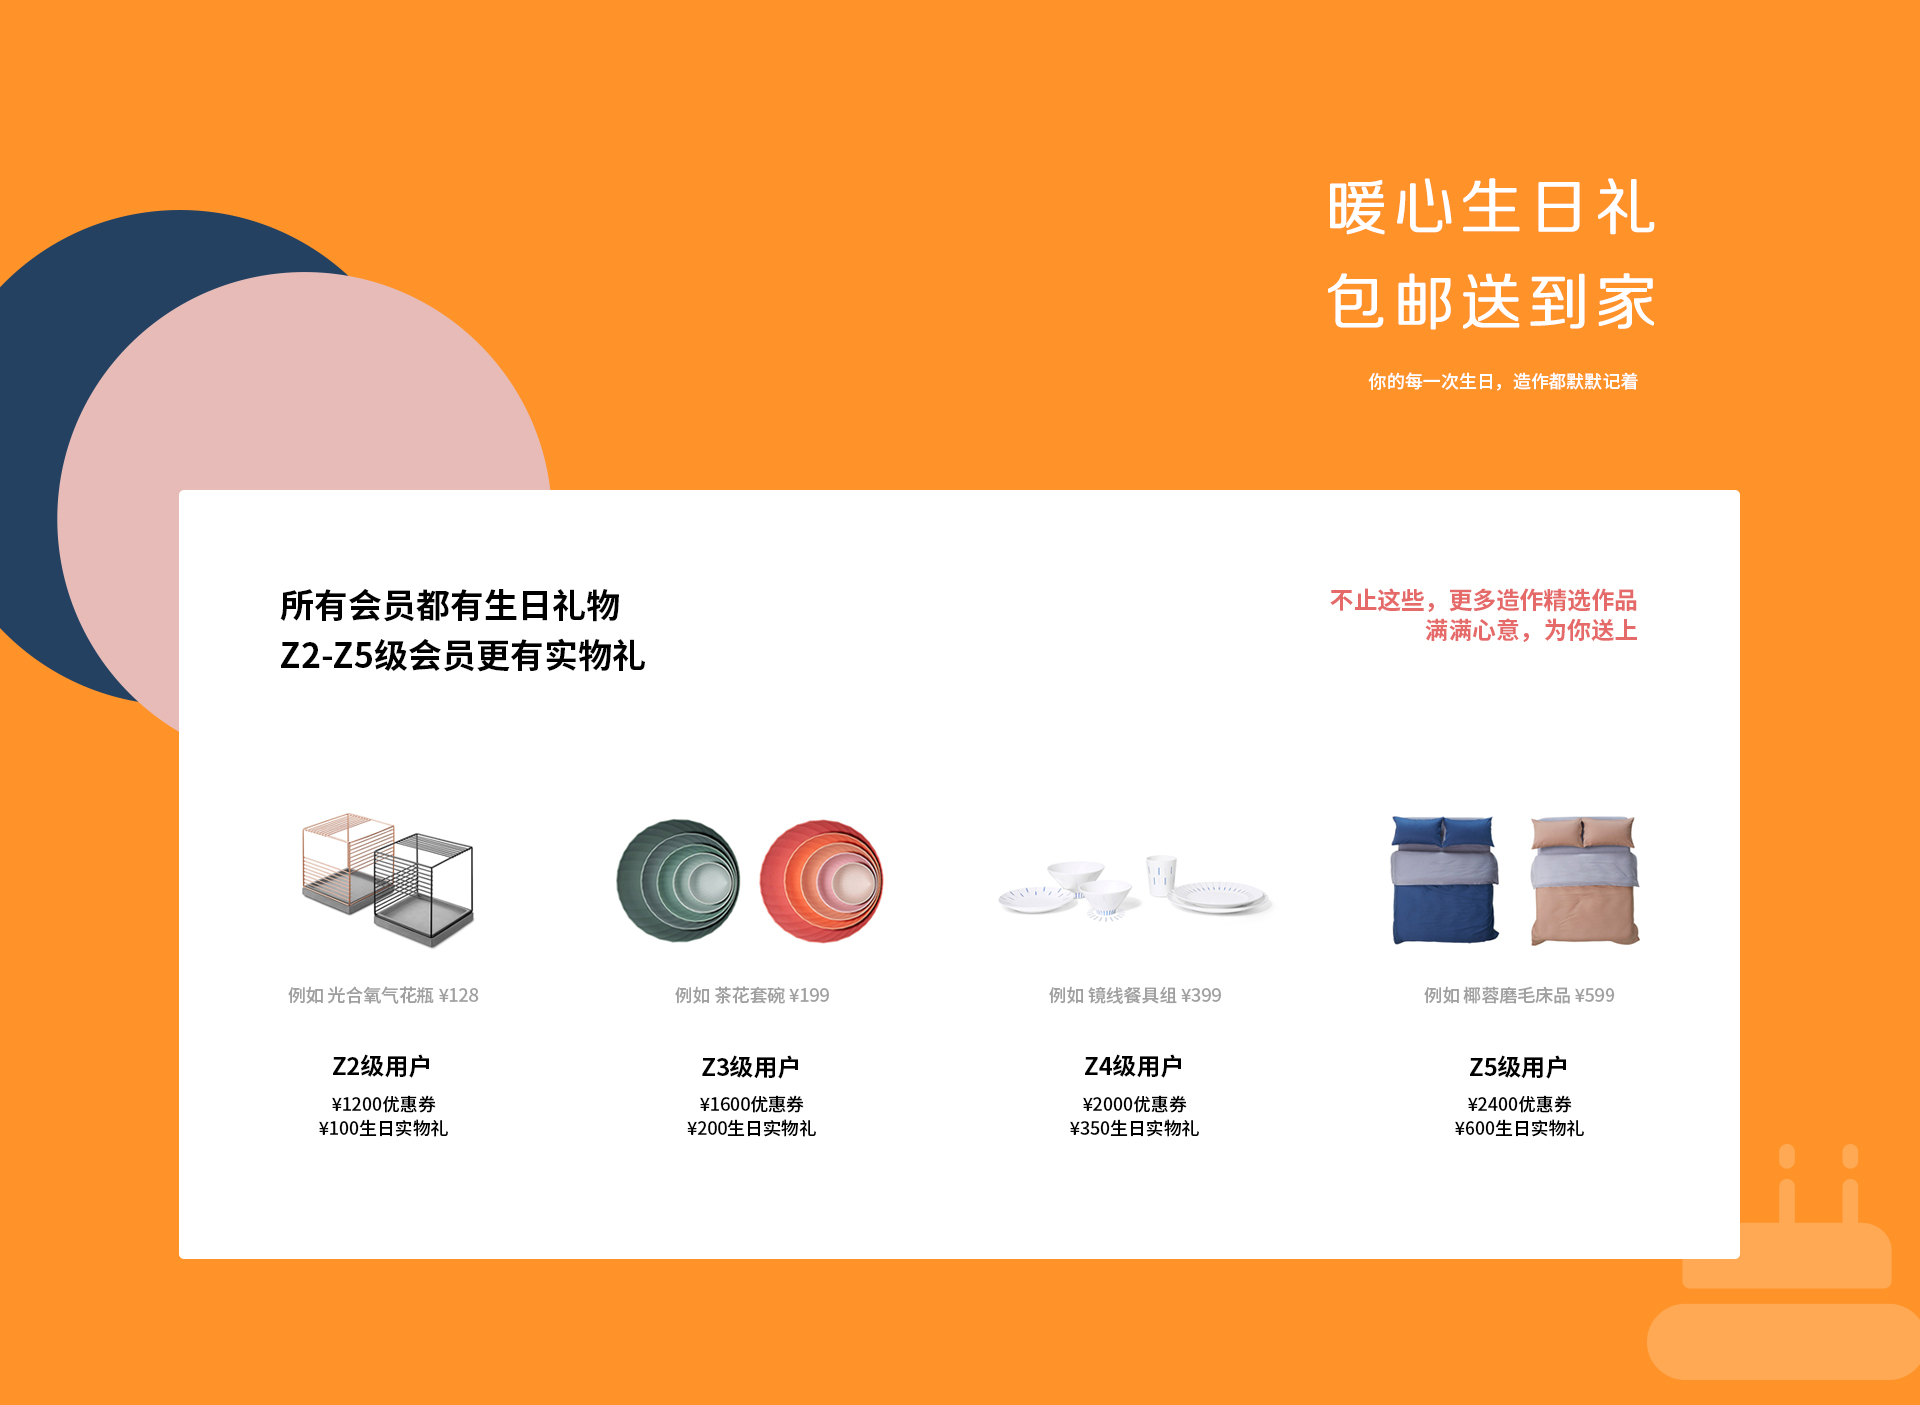 暖心生日礼
包邮送到家
你的每一次生日，造作都默默记着
所有会员都有生日礼物
Z2-Z5级会员更有实物礼
不止这些，更多造作精选作品
满满心意，为你送上
例如 光合氧气花瓶 ¥128
例如 茶花套碗 ¥199
例如 镜线餐具组 ¥399
例如 椰蓉磨毛床品 ¥599
Z2级用户
¥1200优惠券
¥100生日实物礼
Z3级用户
¥1600优惠券
¥200生日实物礼
Z4级用户
¥2000优惠券
¥350生日实物礼
Z5级用户
¥2400优惠券
¥600生日实物礼